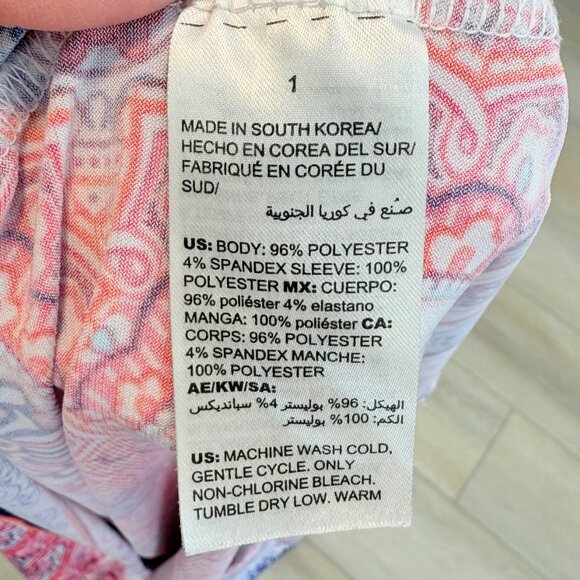 1
MADE IN SOUTH KOREA/
HECHO EN COREA DEL SUR/
FABRIQUÉ EN CORÉE DU
SUD/
صُنع في كوريا الجنوبية
US: BODY: 96% POLYESTER
4% SPANDEX SLEEVE: 100%
POLYESTER MX: CUERPO:
96% poliéster 4% elastano
MANGA: 100% poliéster CA:
CORPS: 96% POLYESTER
4% SPANDEX MANCHE:
100% POLYESTER
AE/KW/SA:
الهيكل: 96% بوليستر 4% سبانديكس
الكم: 100% بوليستر
US: MACHINE WASH COLD,
GENTLE CYCLE. ONLY
NON-CHLORINE BLEACH.
TUMBLE DRY LOW. WARM